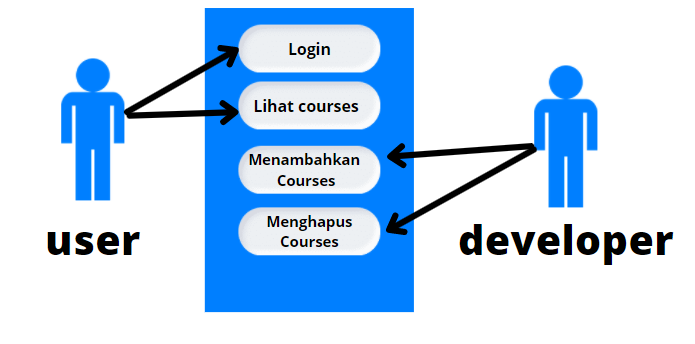 Login
Lihat courses
Menambahkan
Courses
Menghapus
Courses
user
developer